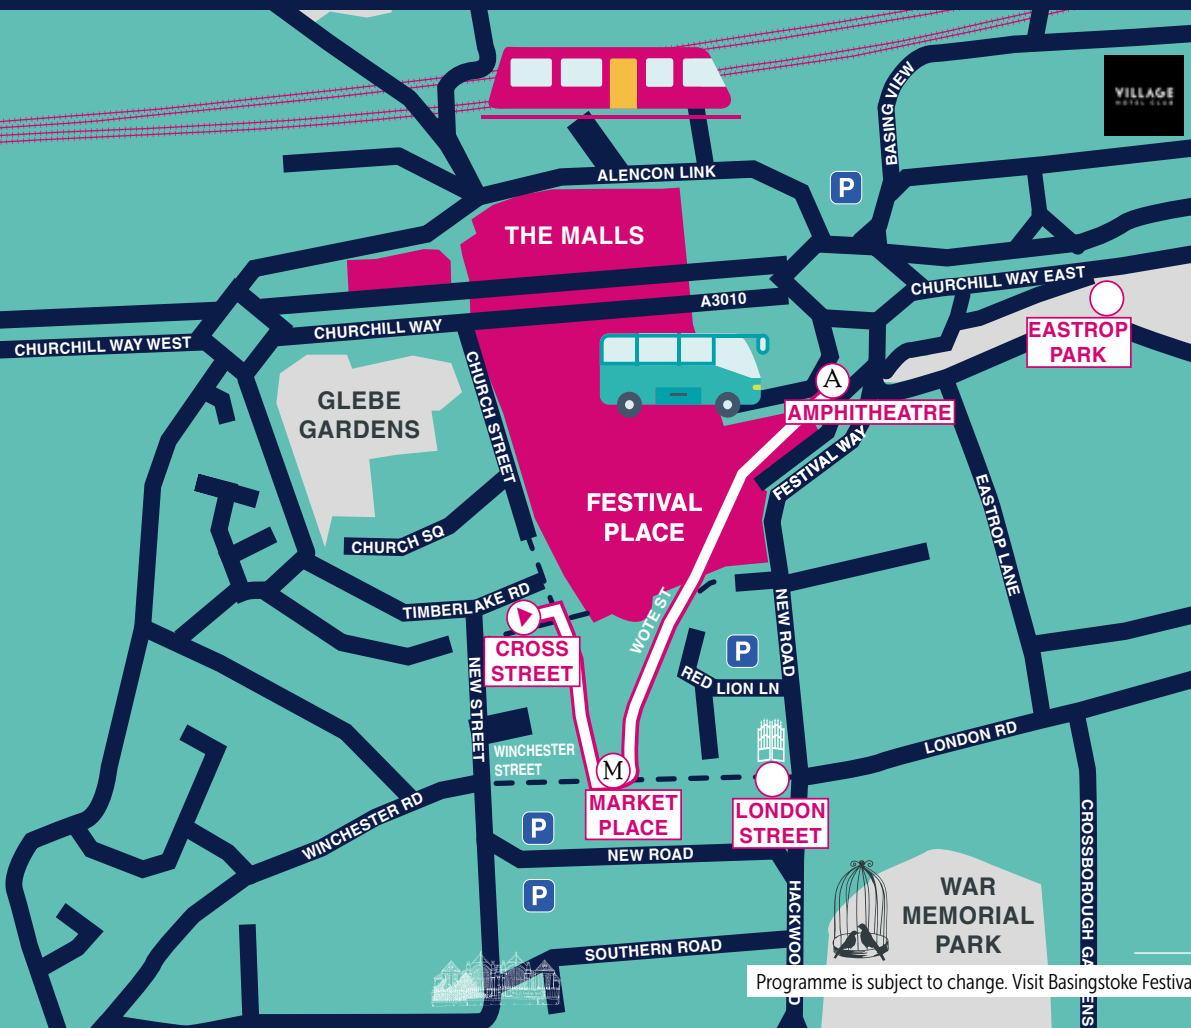 BASING VIEW
VILLAGE
HOTEL CLUB
ALENCON LINK
P
THE MALLS
CHURCHILL WAY EAST
A3010
EASTROP
PARK
CHURCHILL WAY
CHURCHILL WAY WEST
CHURCH STREET
GLEBE
GARDENS
A
AMPHITHEATRE
FESTIVAL WAY
EASTROP LANE
FESTIVAL
PLACE
CHURCH SQ
TIMBERLAKE RD
WOTE ST
NEW ROAD
CROSS
STREET
P
RED LION LN
NEW STREET
WINCHESTER
STREET
LONDON RD
M
MARKET
PLACE
LONDON
STREET
WINCHESTER RD
P
NEW ROAD
P
CROSSBOROUGH
WAR
MEMORIAL
PARK
SOUTHERN ROAD
Programme is subject to change. Visit Basingstoke Festiva